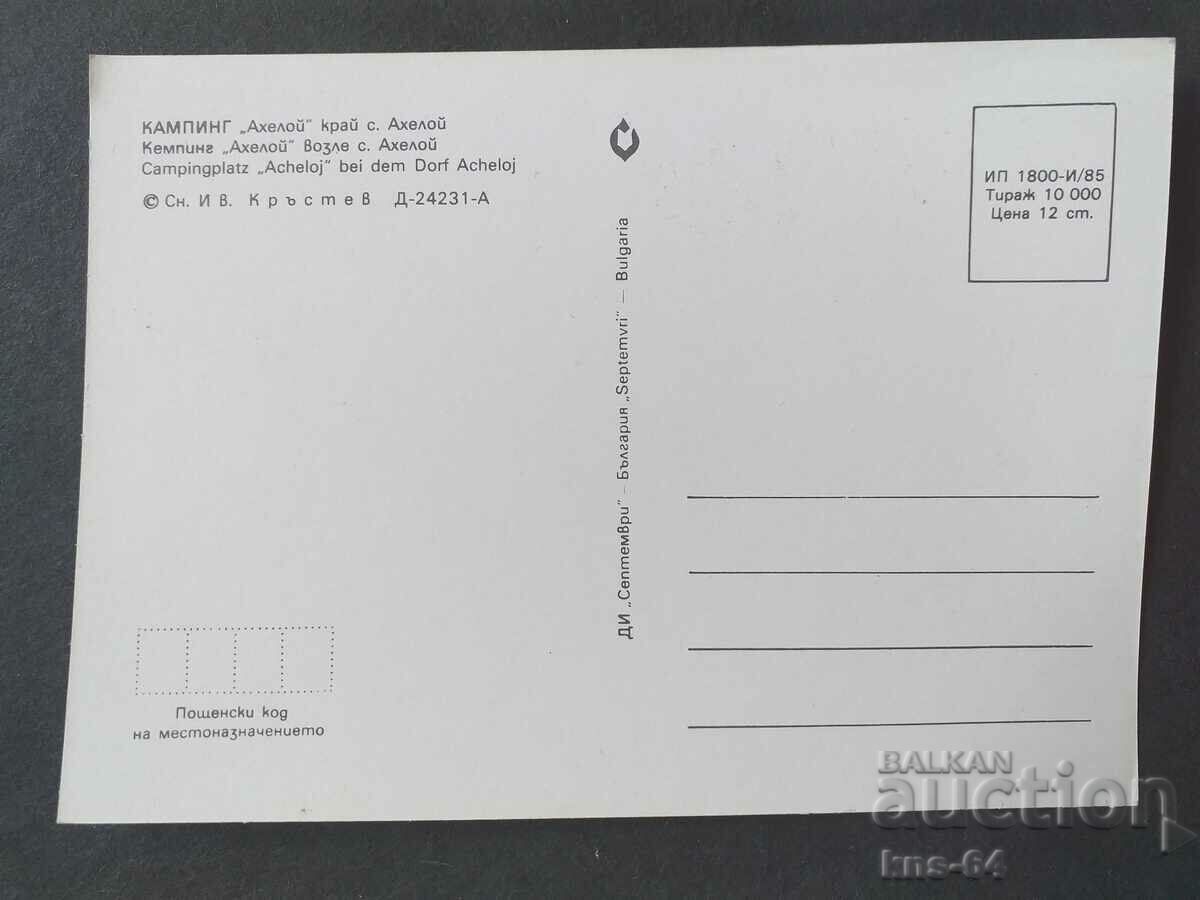 КАМПИНГ „Ахелой" край с. Ахелой
Кемпинг „Ахелой" возле с. Ахелой
Campingplatz „Acheloj" bei dem Dorf Acheloj
© Сн. Ив. Кръстев Д-24231-А
ДИ „Септември" – България „Septemvri" – Bulgaria
ИП 1800-И/85
Тираж 10 000
Цена 12 ст.
Пощенски код
на местоназначението
BALKAN
auction
kns-64